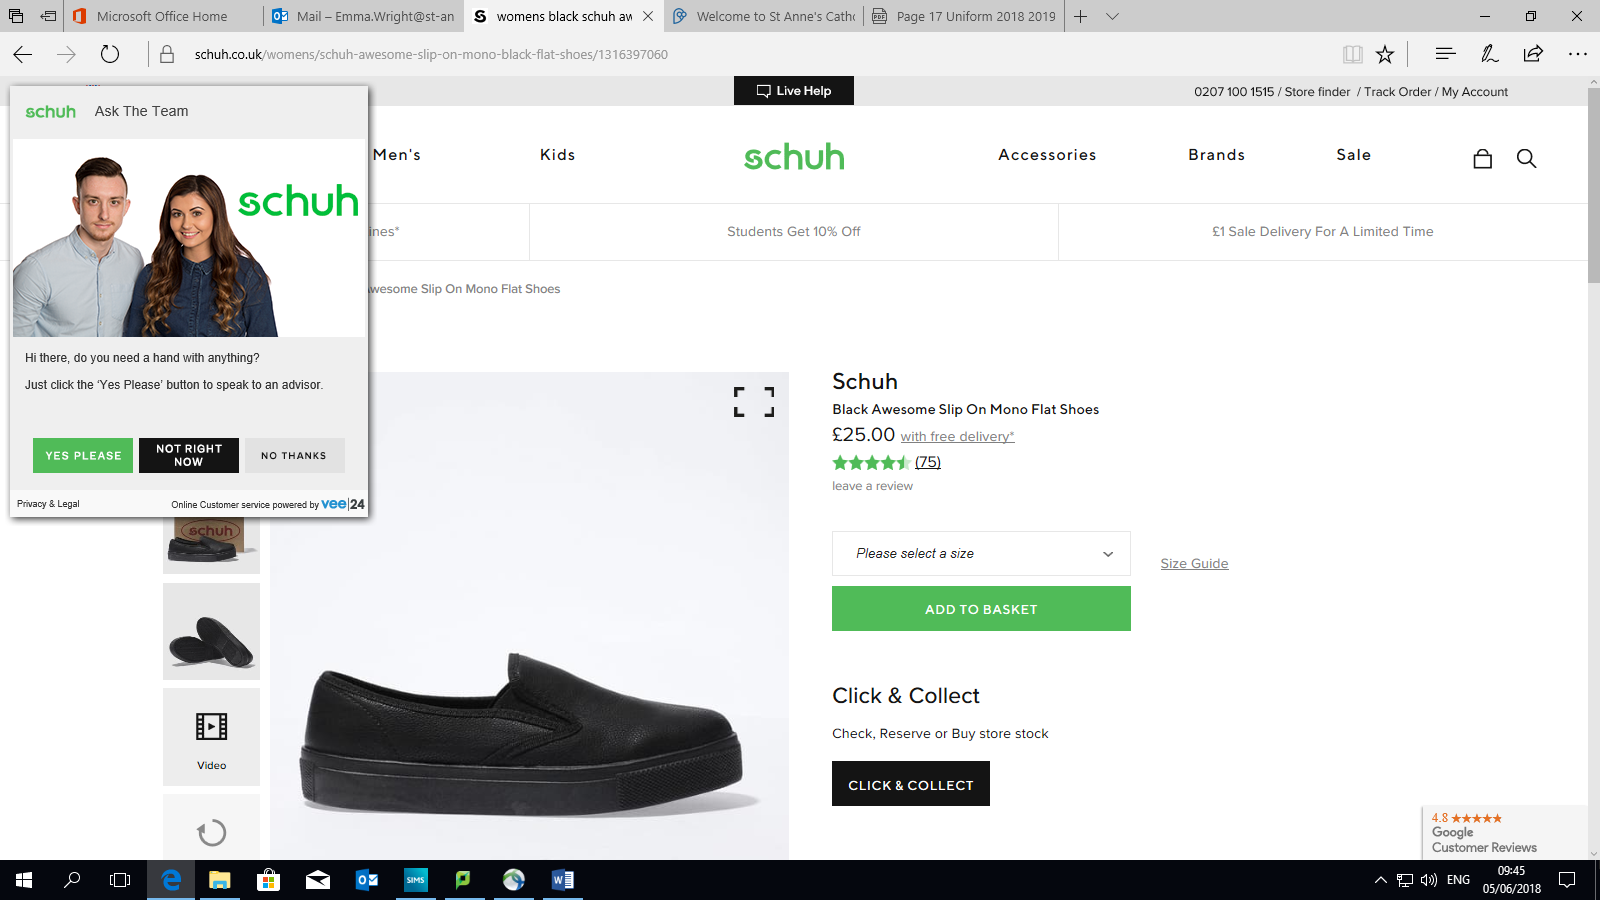 Microsoft Office Home
Mail – Emma.Wright@st-an
womens black schuh aw
Welcome to St Anne's Catho
Page 17 Uniform 2018 2019
schuh.co.uk/womens/schuh-awesome-slip-on-mono-black-flat-shoes/1316397060
Live Help
0207 100 1515 / Store finder / Track Order / My Account
schuh Ask The Team
Men's
Kids
schuh
Accessories
Brands
Sale
schuh
ines*
Students Get 10% Off
£1 Sale Delivery For A Limited Time
Awesome Slip On Mono Flat Shoes
Hi there, do you need a hand with anything?
Just click the 'Yes Please' button to speak to an advisor.
YES PLEASE
NOT RIGHT
NOW
NO THANKS
Privacy & Legal
Online Customer service powered by vee|24
schuh
Video
Schuh
Black Awesome Slip On Mono Flat Shoes
£25.00 with free delivery*
(75)
leave a review
Please select a size
Size Guide
ADD TO BASKET
Click & Collect
Check, Reserve or Buy store stock
CLICK & COLLECT
4.8
Google
Customer Reviews
SIMS
ENG
09:45
05/06/2018